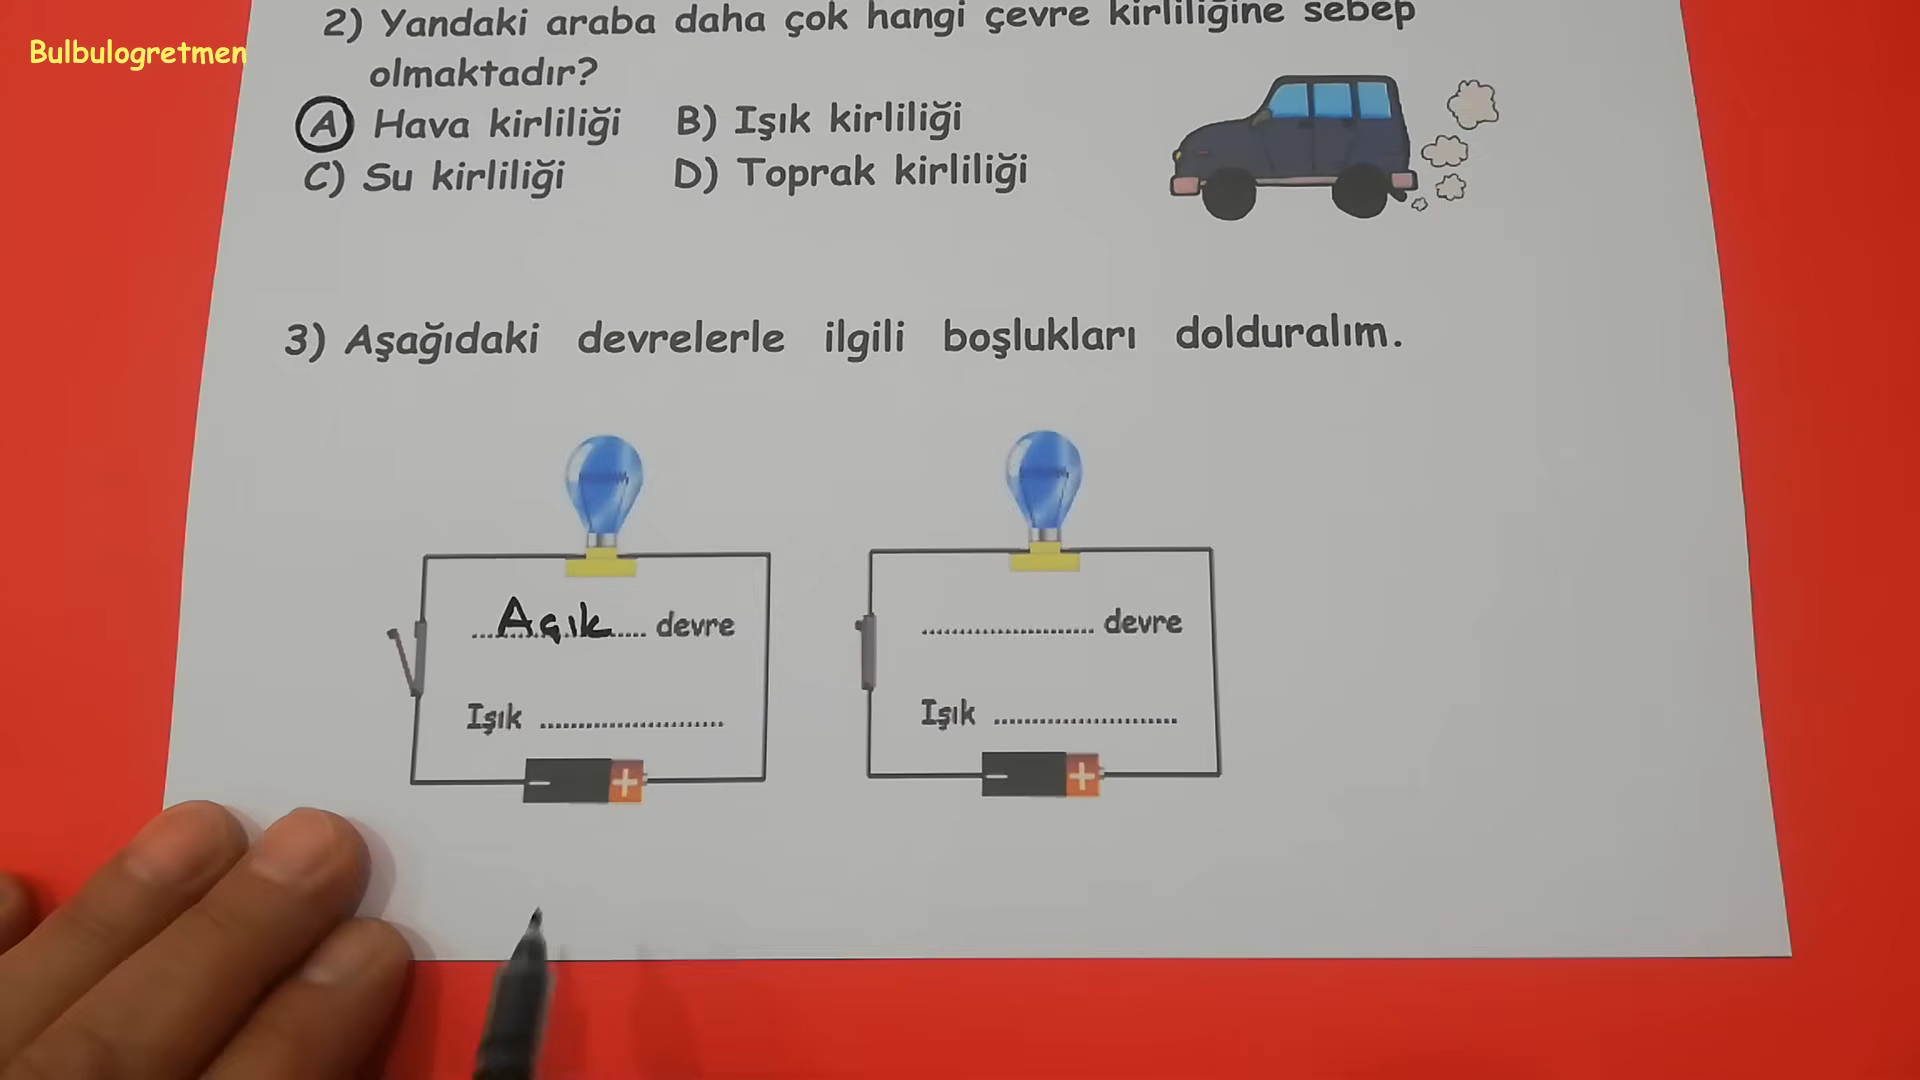 Bulbulogretmen
2) Yandaki araba daha çok hangi çevre kirliliğine sebep
olmaktadır?
A Hava kirliliği B) Işık kirliliği
C) Su kirliliği D) Toprak kirliliği
3) Aşağıdaki devrelerle ilgili boşlukları dolduralım.
Açık devre
Işık ........................
- +
...................... devre
Işık ........................
- +